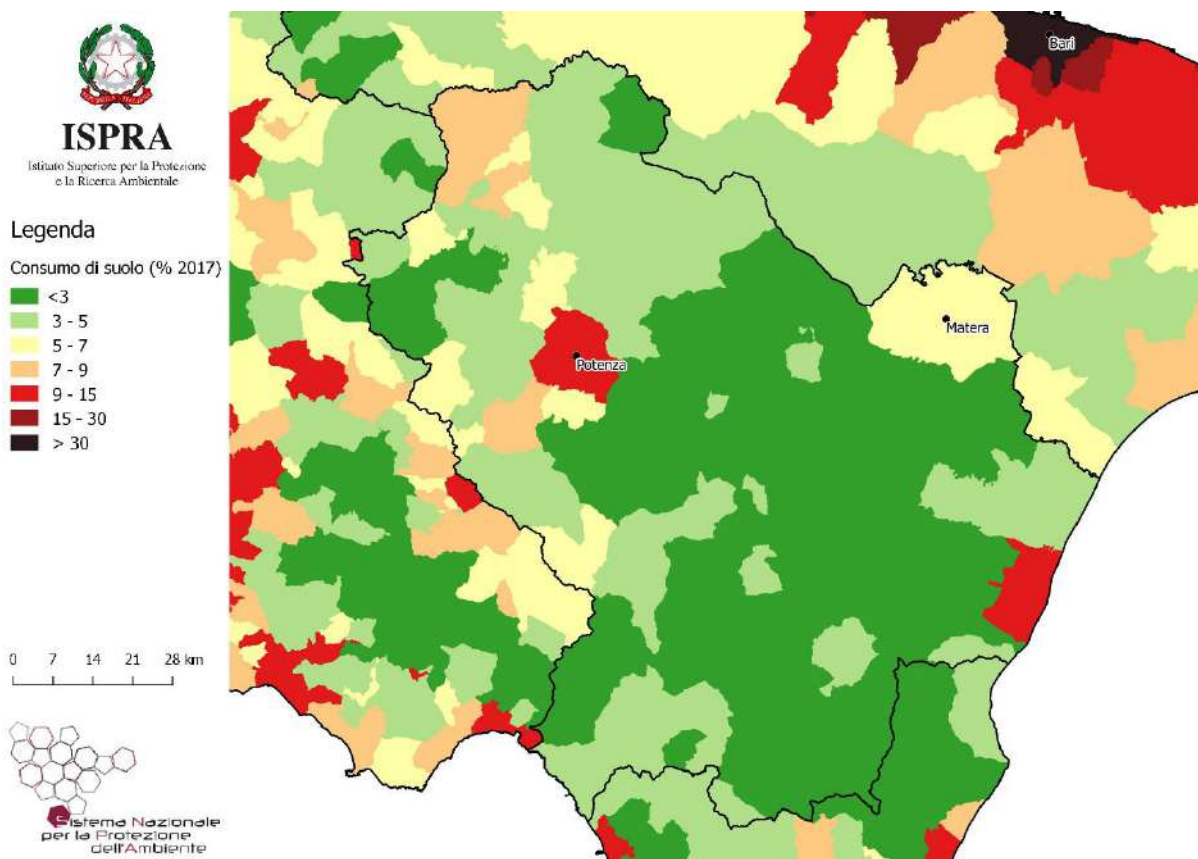 ISPRA
Istituto Superiore per la Protezione
e la Ricerca Ambientale
Legenda
Consumo di suolo (% 2017)
<3
3 - 5
5 - 7
7 - 9
9 - 15
15 - 30
> 30
Bari
Matera
Potenza
0 7 14 21 28 km
Sistema Nazionale
per la Protezione
dell'Ambiente